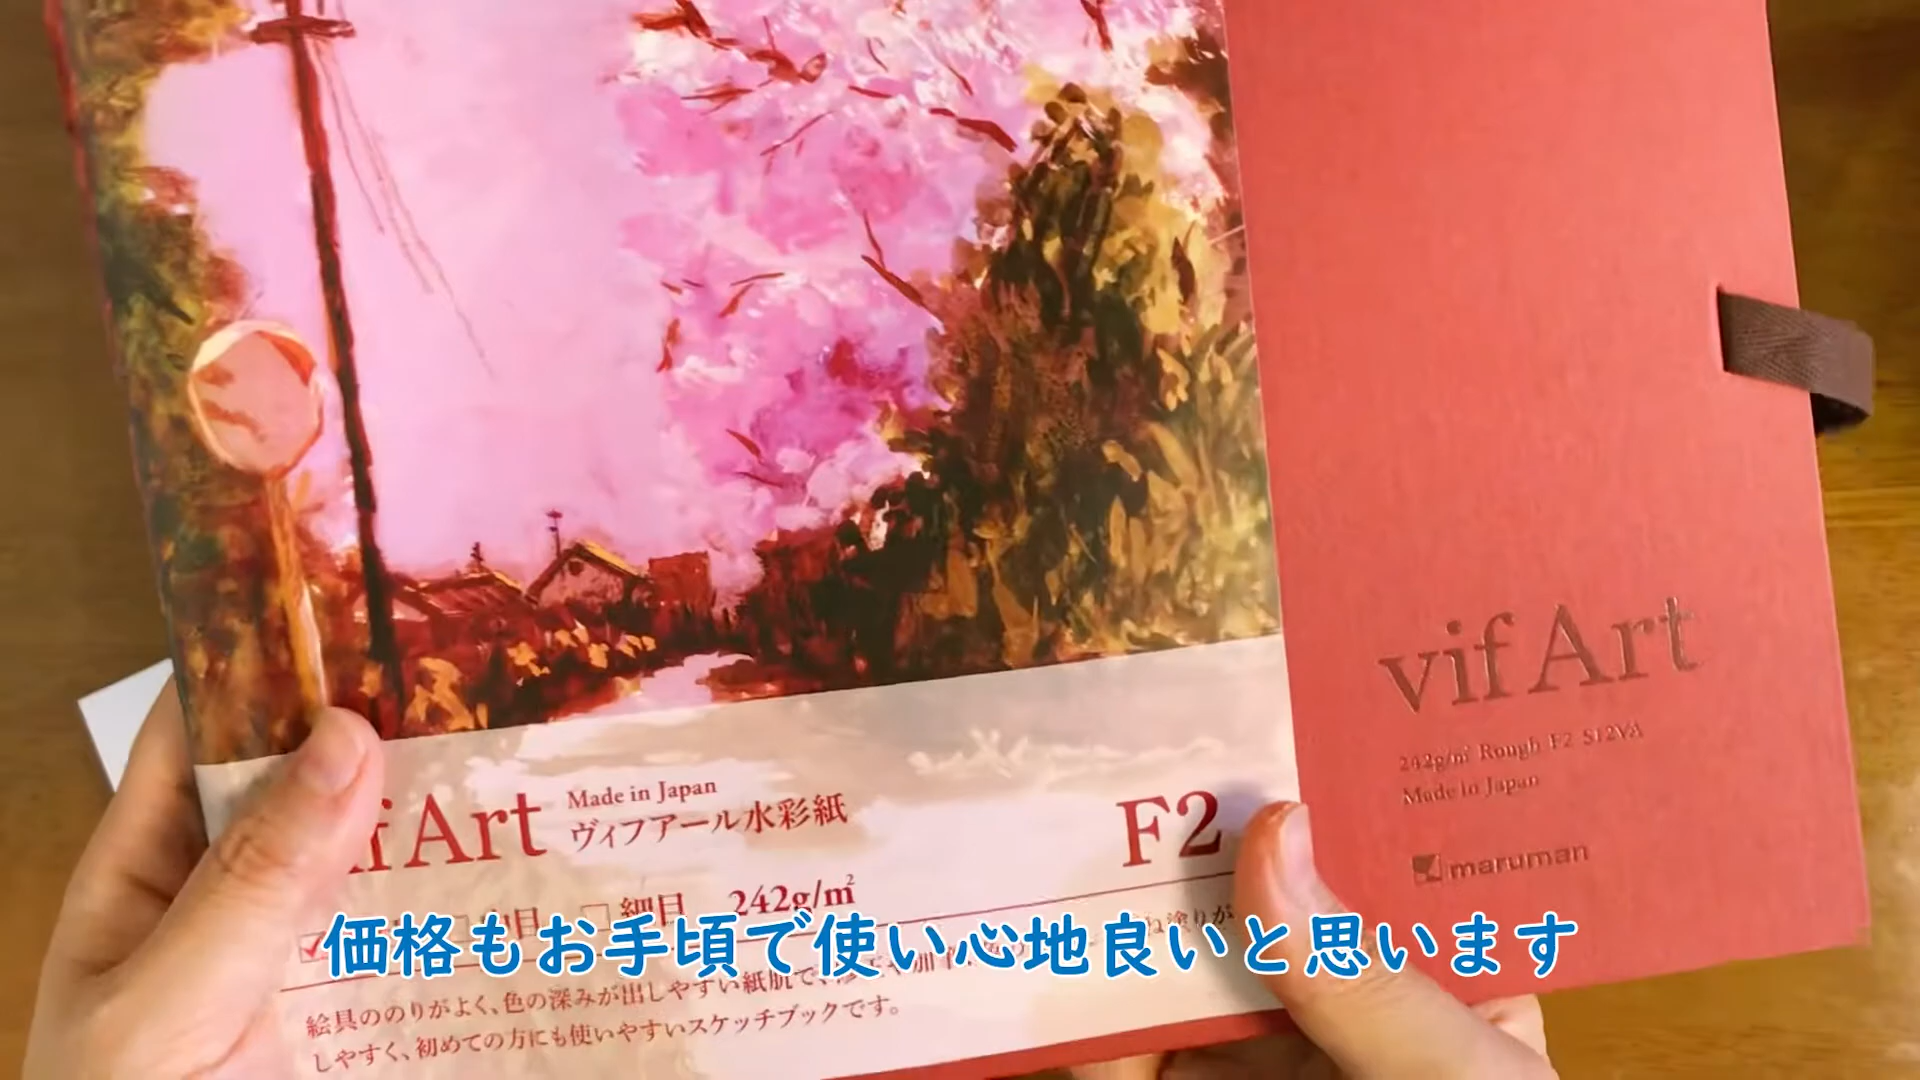 vif Art
242g/㎡ Rough F2 S12VA
Made in Japan
maruman
Art
Made in Japan
ヴィフアール水彩紙
F2
細目 242g/㎡
価格もお手頃で使い心地良いと思います
絵具ののりがよく、色の深みが出しやすい紙肌で、
しやすく、初めての方にも使いやすいスケッチブックです。